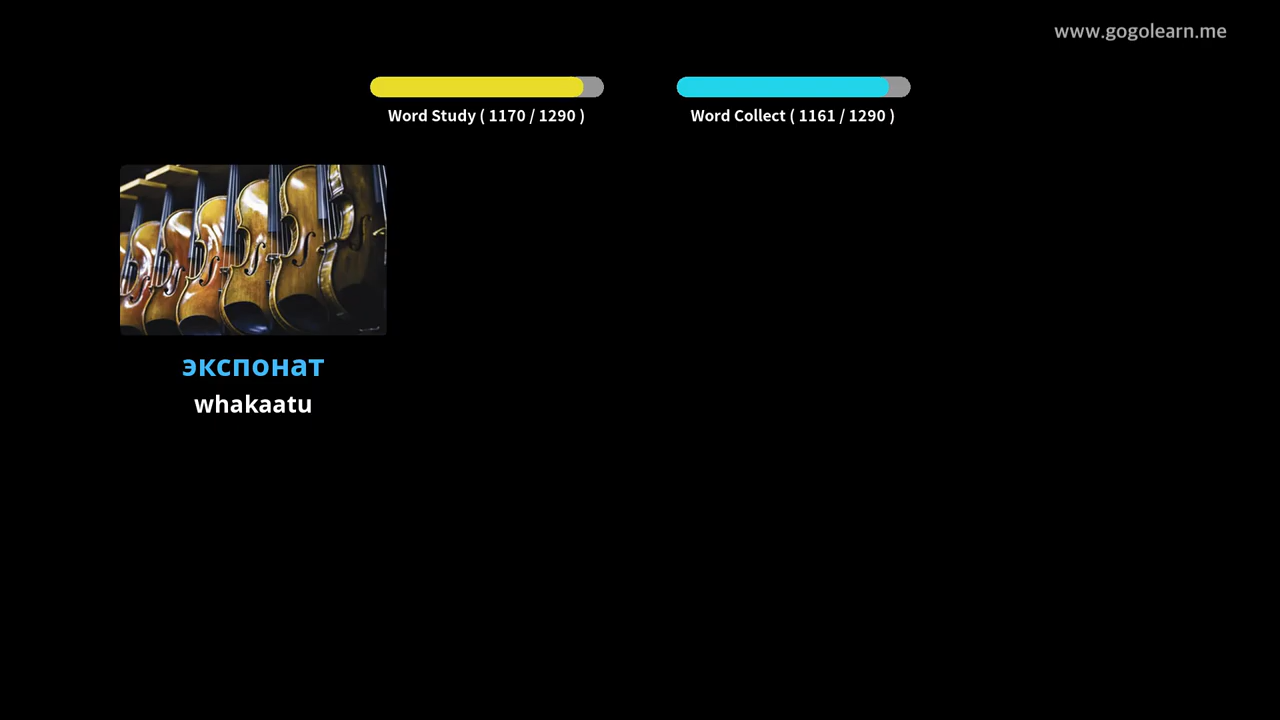 www.gogolearn.me
Word Study ( 1170 / 1290 )
Word Collect ( 1161 / 1290 )
экспонат
whakaatu